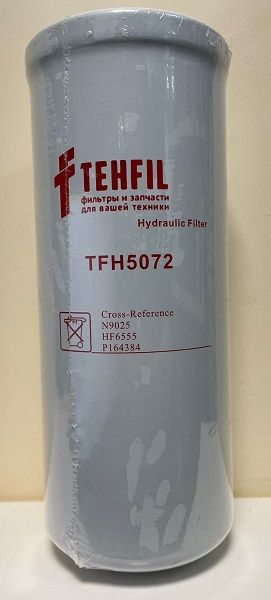 TEHFIL
фильтры и запчасти
для вашей техники
Hydraulic Filter
TFH5072
Cross-Reference
N9025
HF6555
P164384